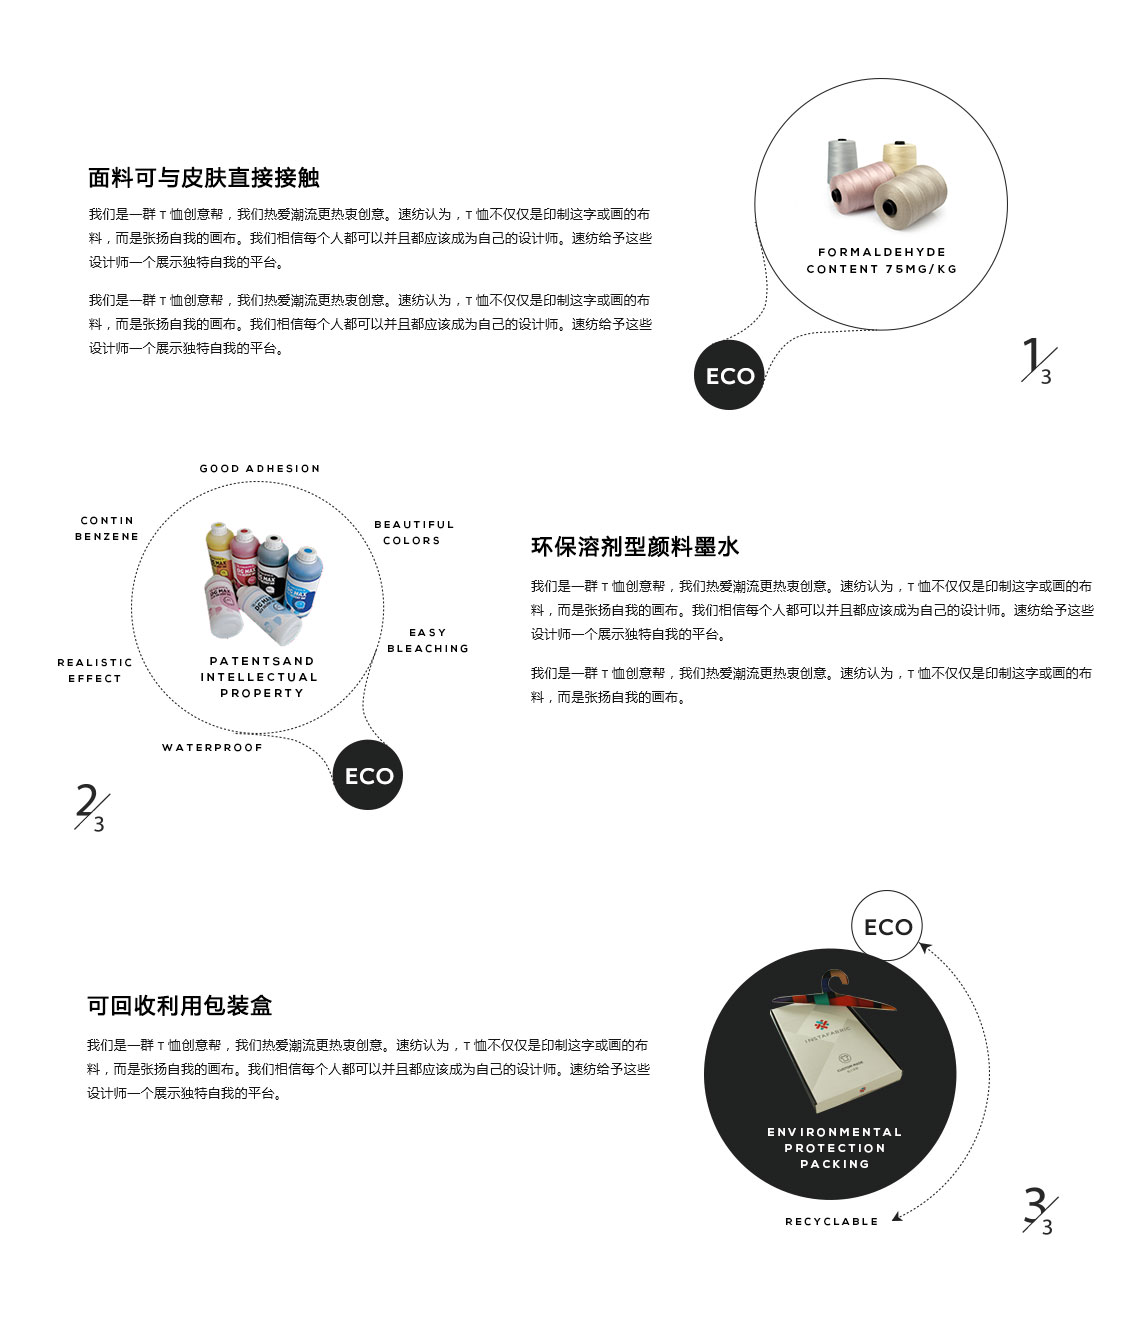 面料可与皮肤直接接触
我们是一群 T 恤创意帮，我们热爱潮流更热衷创意。速纺认为，T 恤不仅仅是印制这字或画的布
料，而是张扬自我的画布。我们相信每个人都可以并且都应该成为自己的设计师。速纺给予这些
设计师一个展示独特自我的平台。
我们是一群 T 恤创意帮，我们热爱潮流更热衷创意。速纺认为，T 恤不仅仅是印制这字或画的布
料，而是张扬自我的画布。我们相信每个人都可以并且都应该成为自己的设计师。速纺给予这些
设计师一个展示独特自我的平台。
FORMALDEHYDE
CONTENT 75MG/KG
ECO
1/3
GOOD ADHESION
CONTIN
BENZENE
BEAUTIFUL
COLORS
EASY
BLEACHING
REALISTIC
EFFECT
PATENTSAND
INTELLECTUAL
PROPERTY
WATERPROOF
ECO
2/3
环保溶剂型颜料墨水
我们是一群 T 恤创意帮，我们热爱潮流更热衷创意。速纺认为，T 恤不仅仅是印制这字或画的布
料，而是张扬自我的画布。我们相信每个人都可以并且都应该成为自己的设计师。速纺给予这些
设计师一个展示独特自我的平台。
我们是一群 T 恤创意帮，我们热爱潮流更热衷创意。速纺认为，T 恤不仅仅是印制这字或画的布
料，而是张扬自我的画布。
可回收利用包装盒
我们是一群 T 恤创意帮，我们热爱潮流更热衷创意。速纺认为，T 恤不仅仅是印制这字或画的布
料，而是张扬自我的画布。我们相信每个人都可以并且都应该成为自己的设计师。速纺给予这些
设计师一个展示独特自我的平台。
ECO
INSTAFABRIC
ENVIRONMENTAL
PROTECTION
PACKING
RECYCLABLE
3/3